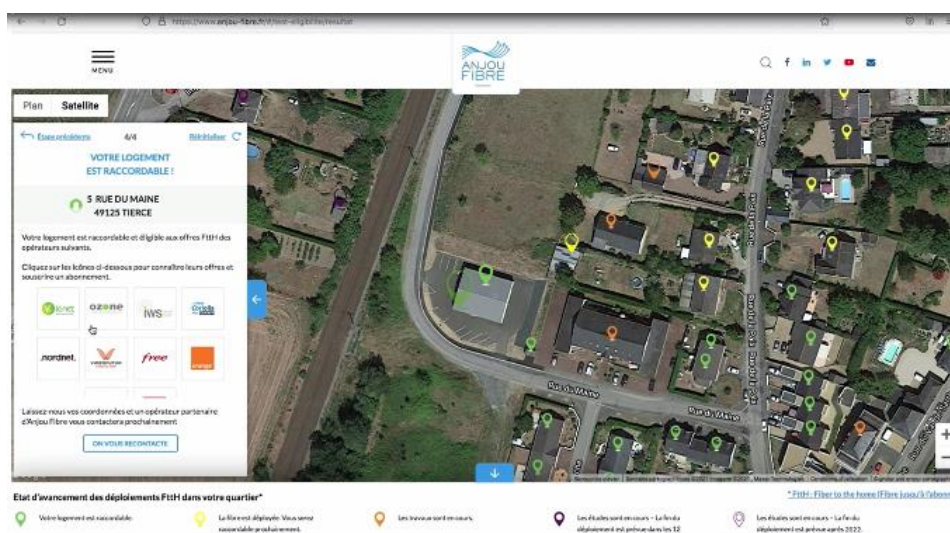 https://www.anjou-fibre.fr/#/test-eligibilite/resultat
MENU
ANJOU
FIBRE
Plan Satellite
Étape précédente 4/4 Réinitialiser
VOTRE LOGEMENT
EST RACCORDABLE !
5 RUE DU MAINE
49125 TIERCE
Votre logement est raccordable et éligible aux offres FttH des
opérateurs suivants.
Cliquez sur les icônes ci-dessous pour connaître leurs offres et
souscrire un abonnement.
ozone
iws
Coriolis
.nordnet.
free
orange
Laissez nous vos coordonnées et un opérateur partenaire
d'Anjou Fibre vous contactera prochainement
ON VOUS RECONTACTE
Rue du Maine
Rue du Maine
Etat d'avancement des déploiements FttH dans votre quartier*
* FttH : Fiber to the home (Fibre jusqu'à l'abonn
Votre logement est raccordable.
La fibre est déployée. Vous serez
raccordable prochainement.
Les travaux sont en cours.
Les études sont en cours - La fin du
déploiement est prévue dans les 12
Les études sont en cours - La fin du
déploiement est prévue après 2022.